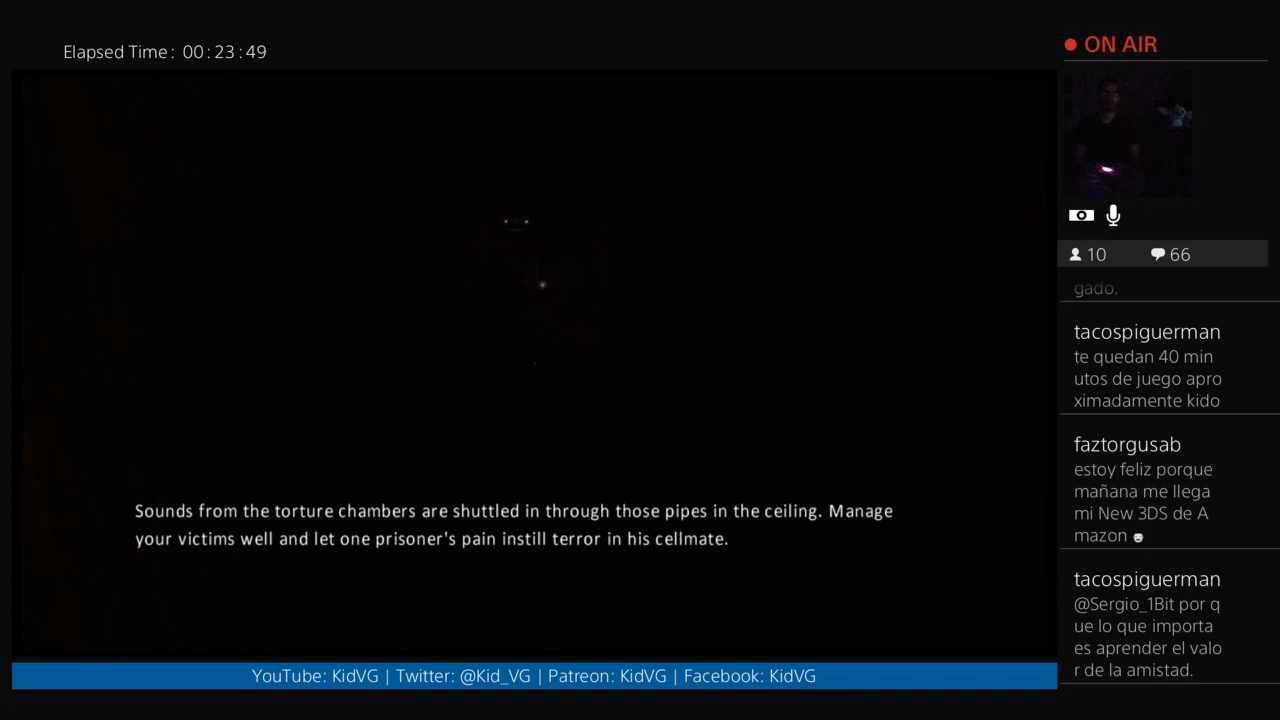 Elapsed Time: 00:23:49
ON AIR
10 66
gado.
tacospiguerman
te quedan 40 min
utos de juego apro
ximadamente kido
faztorgusab
estoy feliz porque
mañana me llega
mi New 3DS de A
mazon
tacospiguerman
@Sergio_1Bit por q
ue lo que importa
es aprender el valo
r de la amistad.
Sounds from the torture chambers are shuttled in through those pipes in the ceiling. Manage
your victims well and let one prisoner's pain instill terror in his cellmate.
YouTube: KidVG | Twitter: @Kid_VG | Patreon: KidVG | Facebook: KidVG